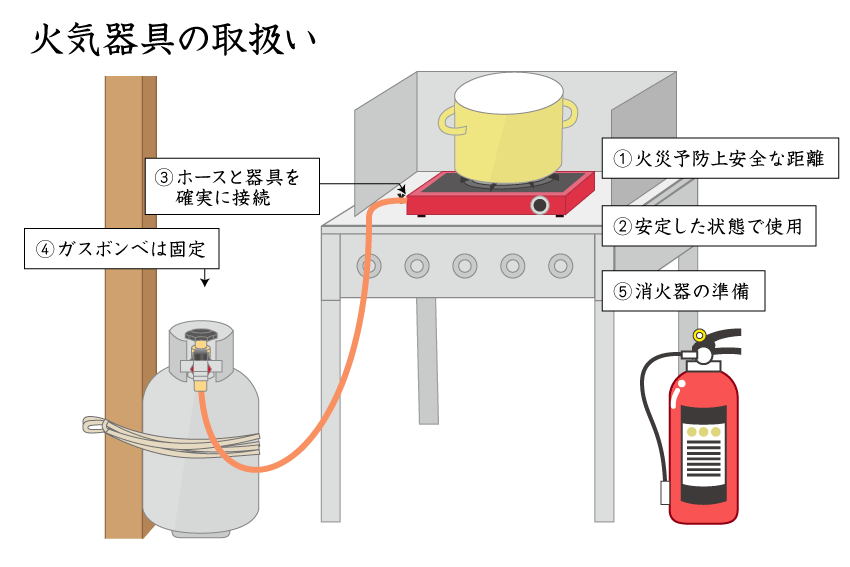 火気器具の取扱い
①火災予防上安全な距離
③ホースと器具を
確実に接続
②安定した状態で使用
④ガスボンベは固定
⑤消火器の準備